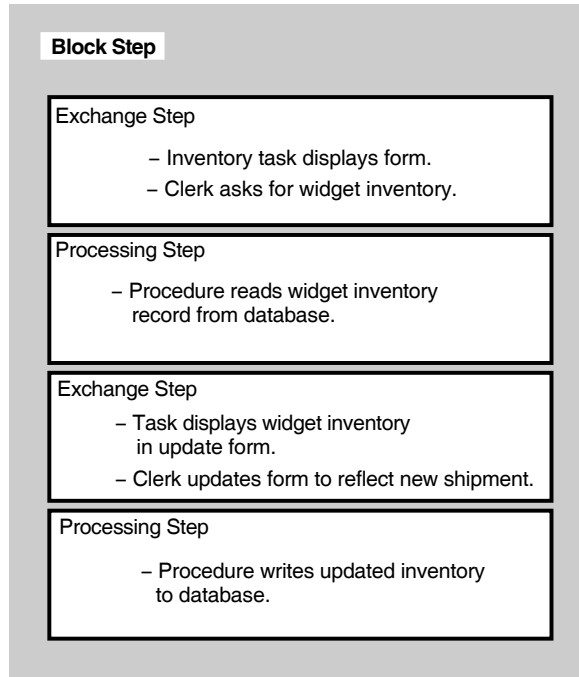 Block Step
Exchange Step
– Inventory task displays form.
– Clerk asks for widget inventory.
Processing Step
– Procedure reads widget inventory
record from database.
Exchange Step
– Task displays widget inventory
in update form.
– Clerk updates form to reflect new shipment.
Processing Step
– Procedure writes updated inventory
to database.